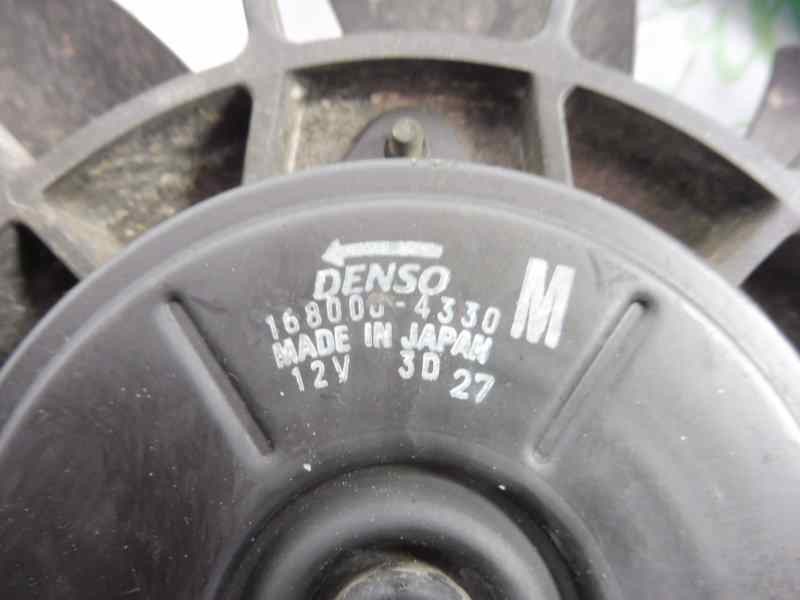 DENSO
168000-4330 M
MADE IN JAPAN
12V 3D 27